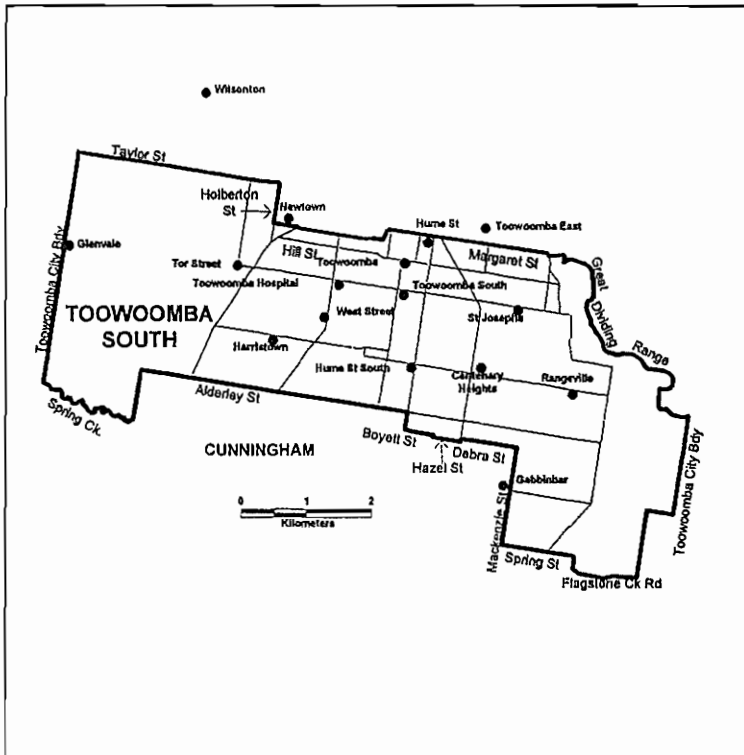 Wilsonton
Taylor St
Holberton
St
Newtown
Hume St
Toowoomba East
Glenvale
Toowoomba City Bdy
Tor Street
Hill St
Toowoomba
Margaret St
Great
Dividing
Range
Toowoomba Hospital
Toowoomba South
TOOWOOMBA
SOUTH
West Street
St Josephs
Harristown
Hume St South
Centenary
Heights
Rangeville
Spring Ck.
Alderley St
Boyett St
Debra St
Hazel St
CUNNINGHAM
Gabbinbar
0 1 2
Kilometers
Mackenzie St
Toowoomba City Bdy
Spring St
Flagstone Ck Rd